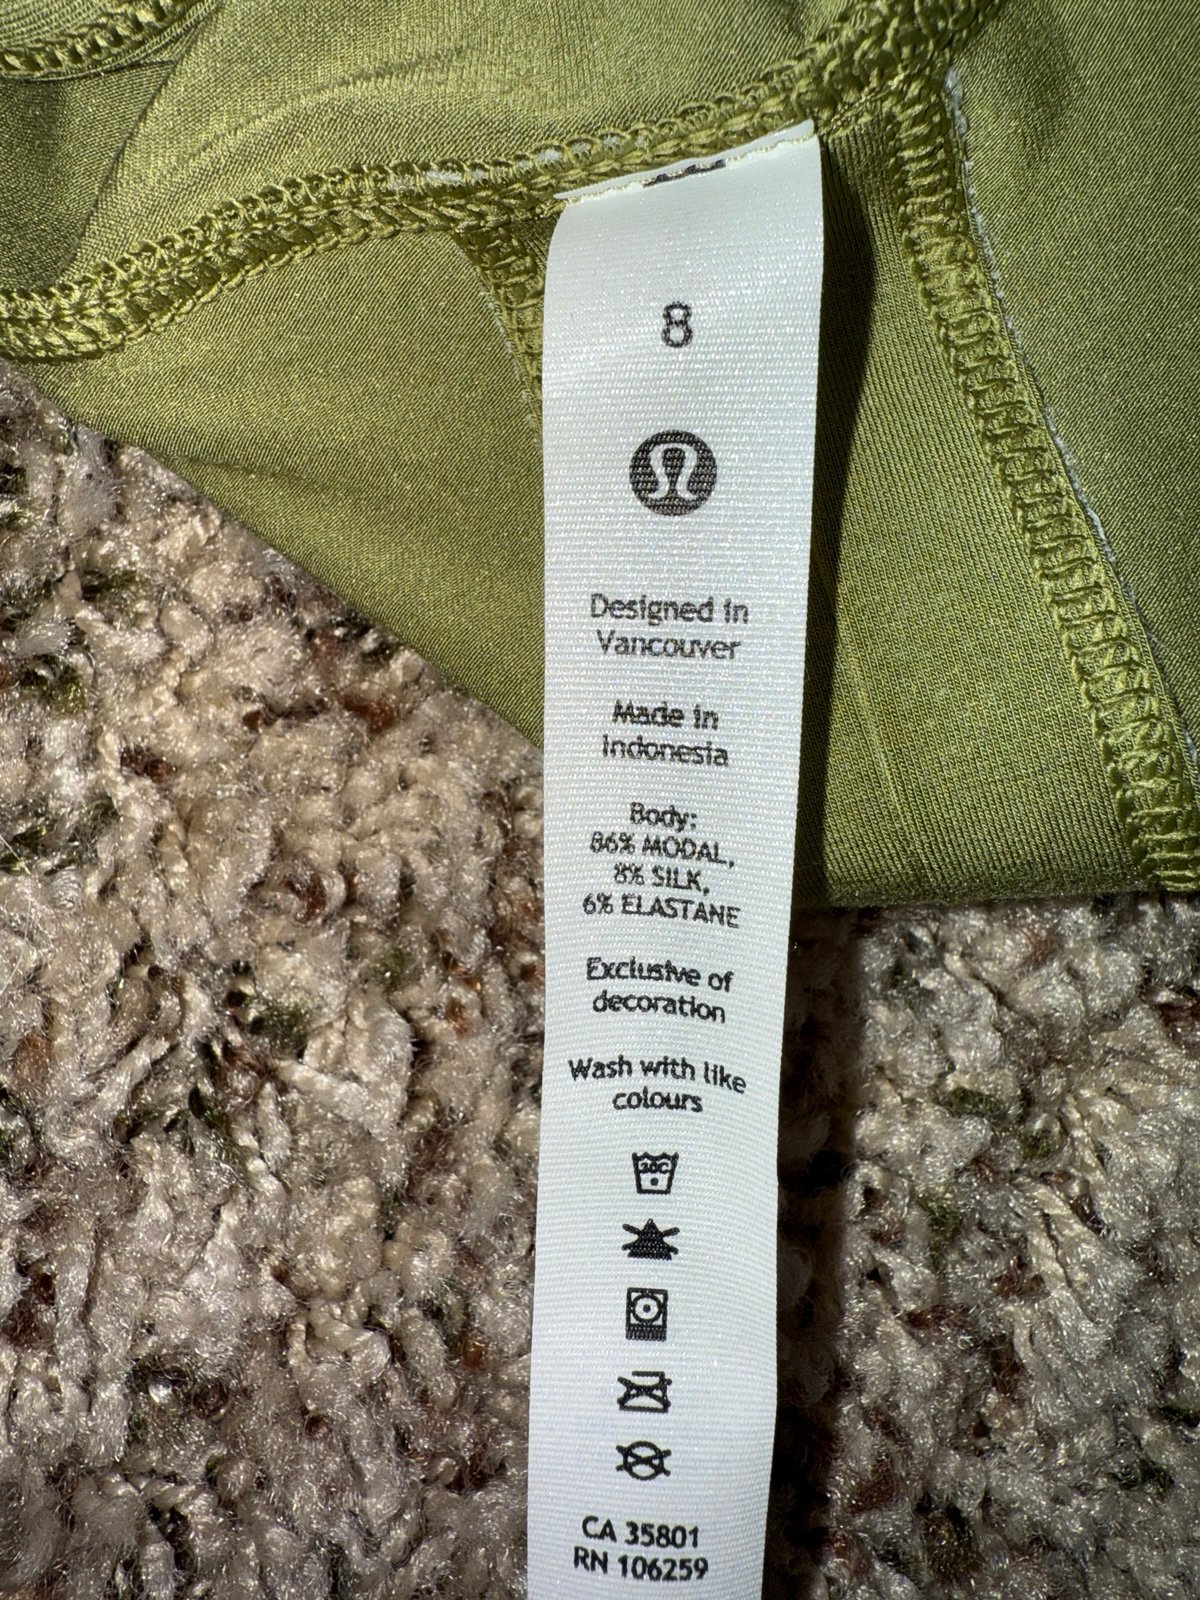 8
Designed in
Vancouver
Made in
Indonesia
Body:
86% MODAL,
8% SILK,
6% ELASTANE
Exclusive of
decoration
Wash with like
colours
30C
CA 35801
RN 106259